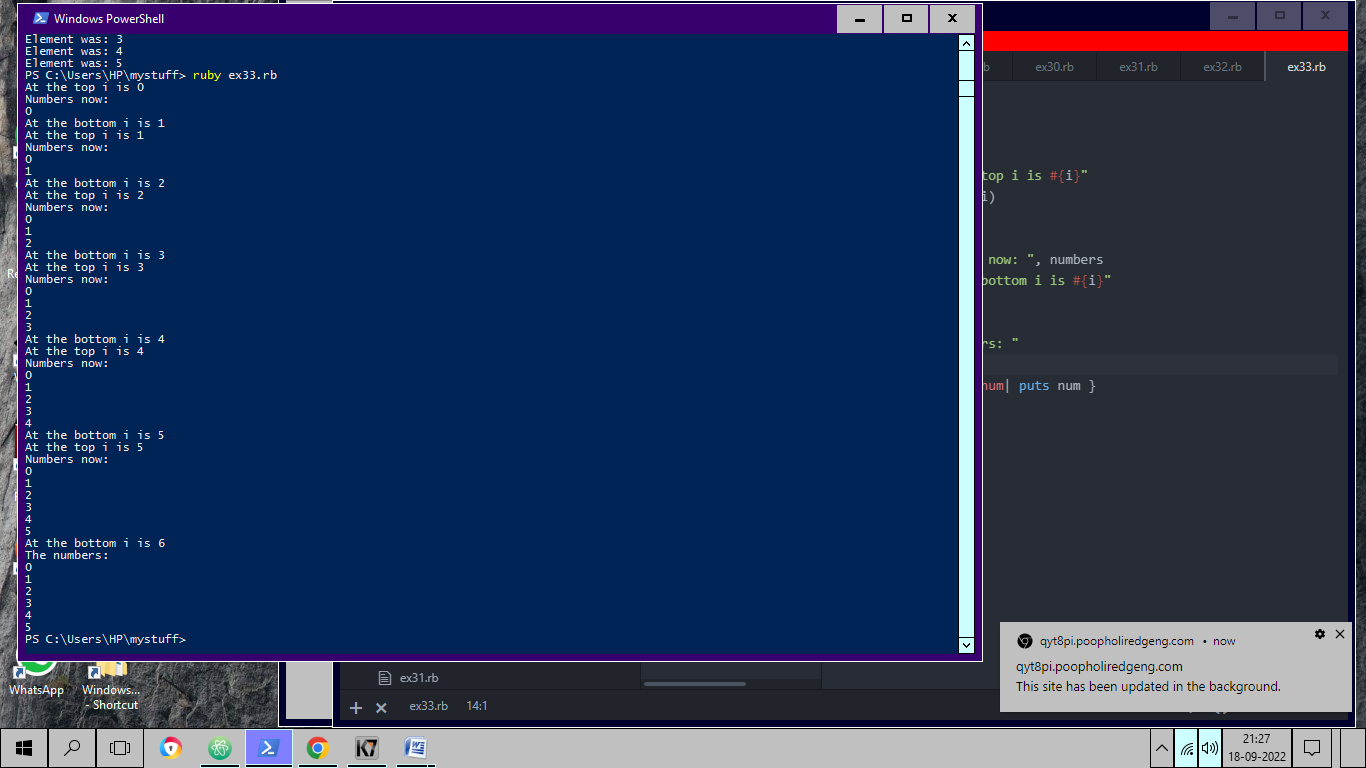 Windows PowerShell
Element was: 3
Element was: 4
Element was: 5
PS C:\Users\HP\mystuff> ruby ex33.rb
At the top i is 0
Numbers now:
0
At the bottom i is 1
At the top i is 1
Numbers now:
0
1
At the bottom i is 2
At the top i is 2
Numbers now:
0
1
2
At the bottom i is 3
At the top i is 3
Numbers now:
0
1
2
3
At the bottom i is 4
At the top i is 4
Numbers now:
0
1
2
3
4
At the bottom i is 5
At the top i is 5
Numbers now:
0
1
2
3
4
5
At the bottom i is 6
The numbers:
0
1
2
3
4
5
PS C:\Users\HP\mystuff>
b ex30.rb ex31.rb ex32.rb ex33.rb
top i is #{i}"
i)
now: ", numbers
bottom i is #{i}"
rs: "
num| puts num }
ex31.rb
ex33.rb 14:1
qyt8pi.poopholiredgeng.com • now
qyt8pi.poopholiredgeng.com
This site has been updated in the background.
Re
WhatsApp
Windows...
- Shortcut
K7
W
21:27
18-09-2022